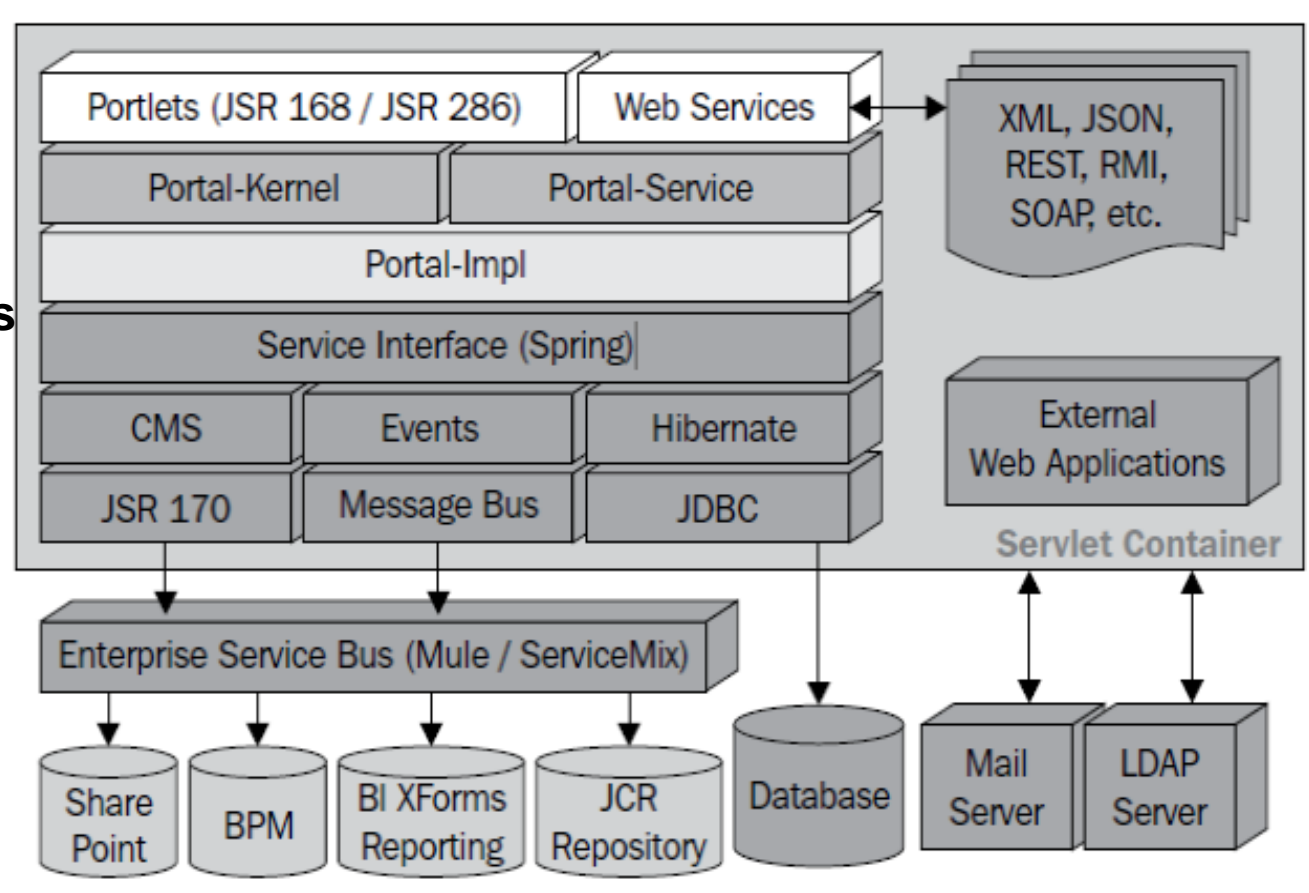 Portlets (JSR 168 / JSR 286)
Web Services
XML, JSON,
REST, RMI,
SOAP, etc.
Portal-Kernel
Portal-Service
Portal-Impl
s
Service Interface (Spring)
CMS
Events
Hibernate
External
Web Applications
JSR 170
Message Bus
JDBC
Servlet Container
Enterprise Service Bus (Mule / ServiceMix)
Share
Point
BPM
BI XForms
Reporting
JCR
Repository
Database
Mail
Server
LDAP
Server